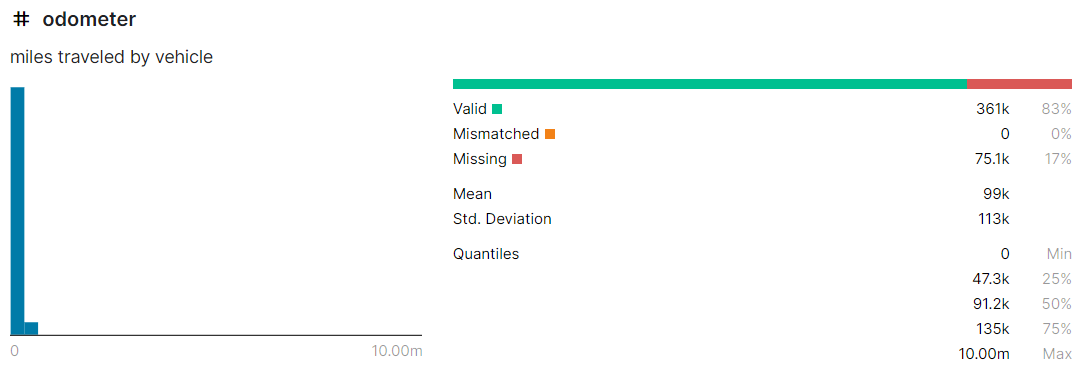 # odometer
miles traveled by vehicle
0 10.00m
Valid 361k 83%
Mismatched 0 0%
Missing 75.1k 17%
Mean 99k
Std. Deviation 113k
Quantiles 0 Min
47.3k 25%
91.2k 50%
135k 75%
10.00m Max